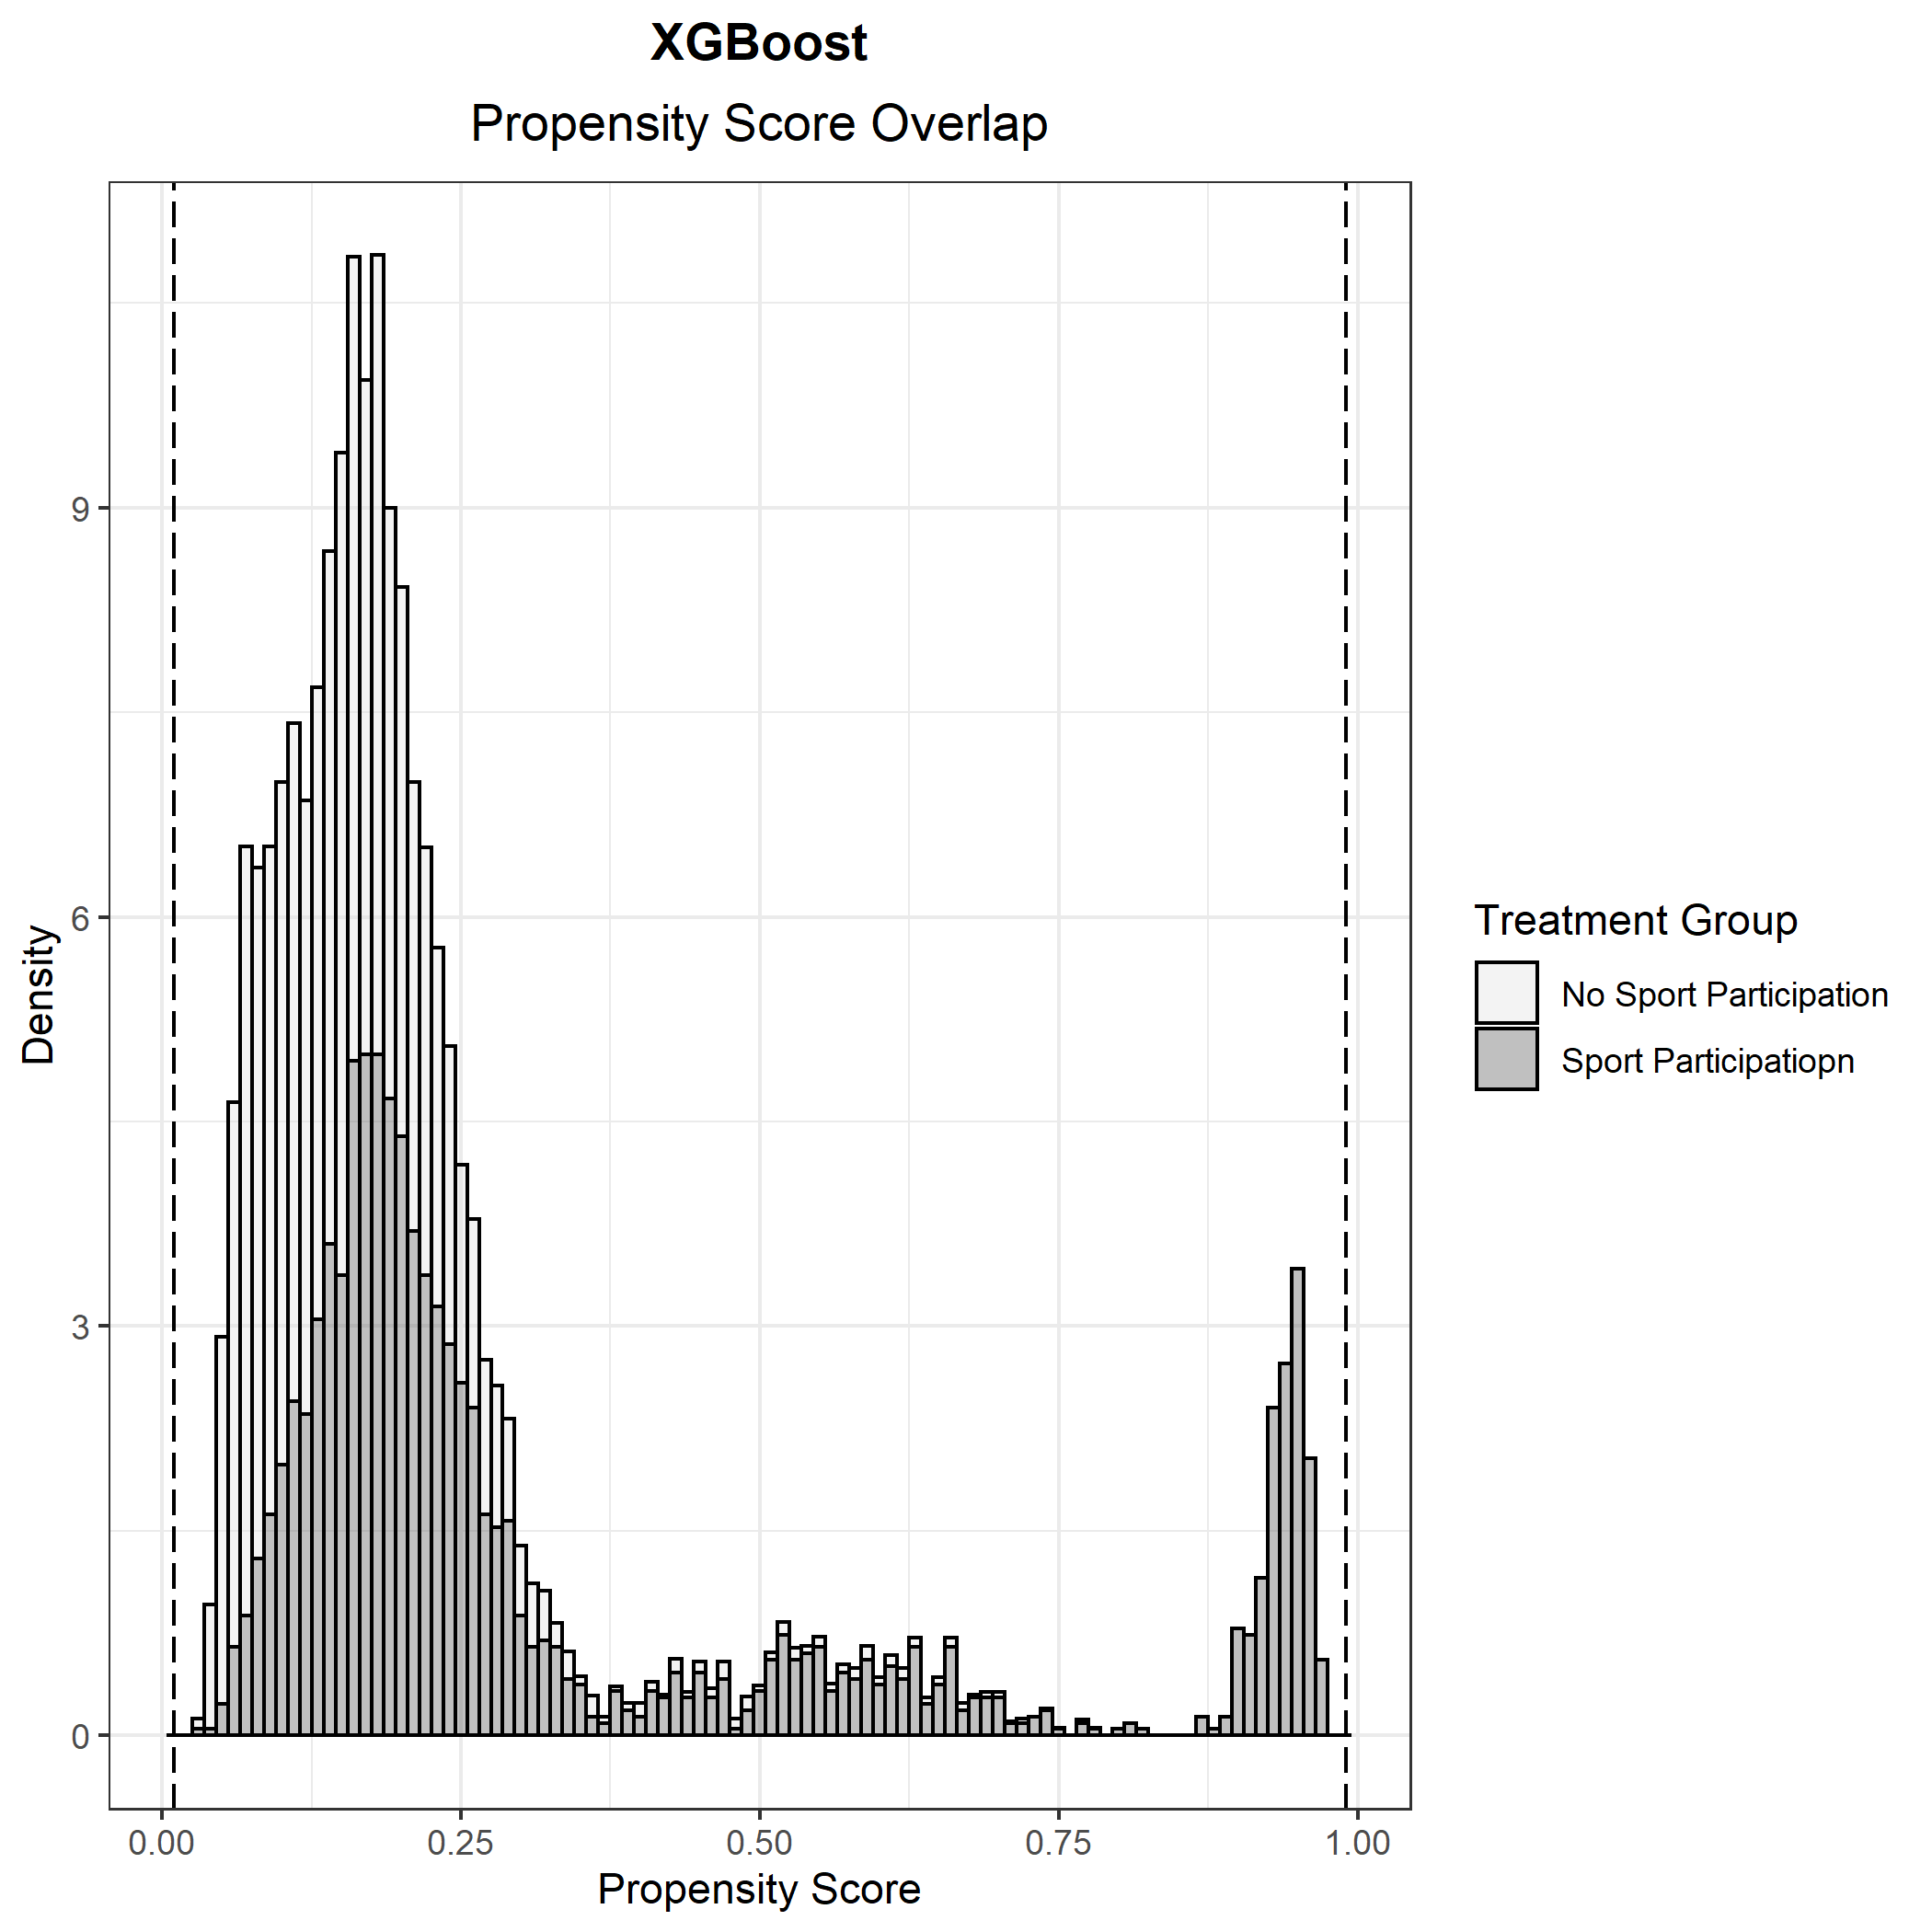 XGBoost
Propensity Score Overlap
Density
9
6
3
0
0.00 0.25 0.50 0.75 1.00
Propensity Score
Treatment Group
No Sport Participation
Sport Participatiopn